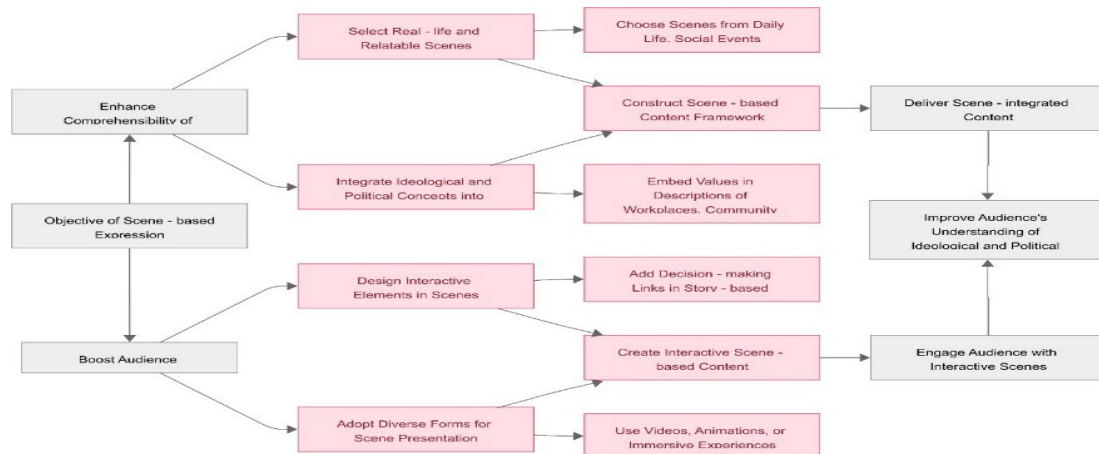 Select Real - life and
Relatable Scenes
Choose Scenes from Daily
Life, Social Events
Enhance
Comprehensibility of
Construct Scene - based
Content Framework
Deliver Scene - integrated
Content
Integrate Ideological and
Political Concepts into
Embed Values in
Descriptions of
Workplaces, Community
Objective of Scene - based
Expression
Improve Audience's
Understanding of
Ideological and Political
Design Interactive
Elements in Scenes
Add Decision - making
Links in Story - based
Boost Audience
Create Interactive Scene -
based Content
Engage Audience with
Interactive Scenes
Adopt Diverse Forms for
Scene Presentation
Use Videos, Animations, or
Immersive Experiences